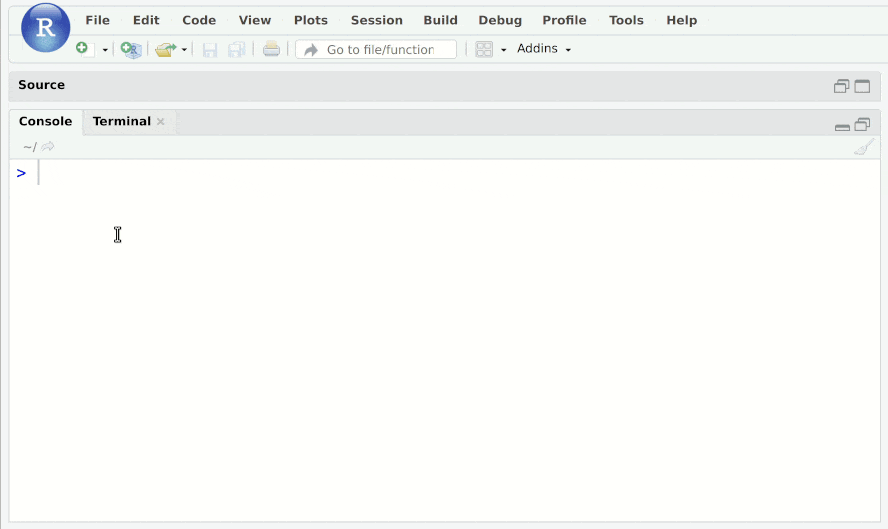 R File Edit Code View Plots Session Build Debug Profile Tools Help
R Go to file/function Addins
Source
Console Terminal ×
~/
>